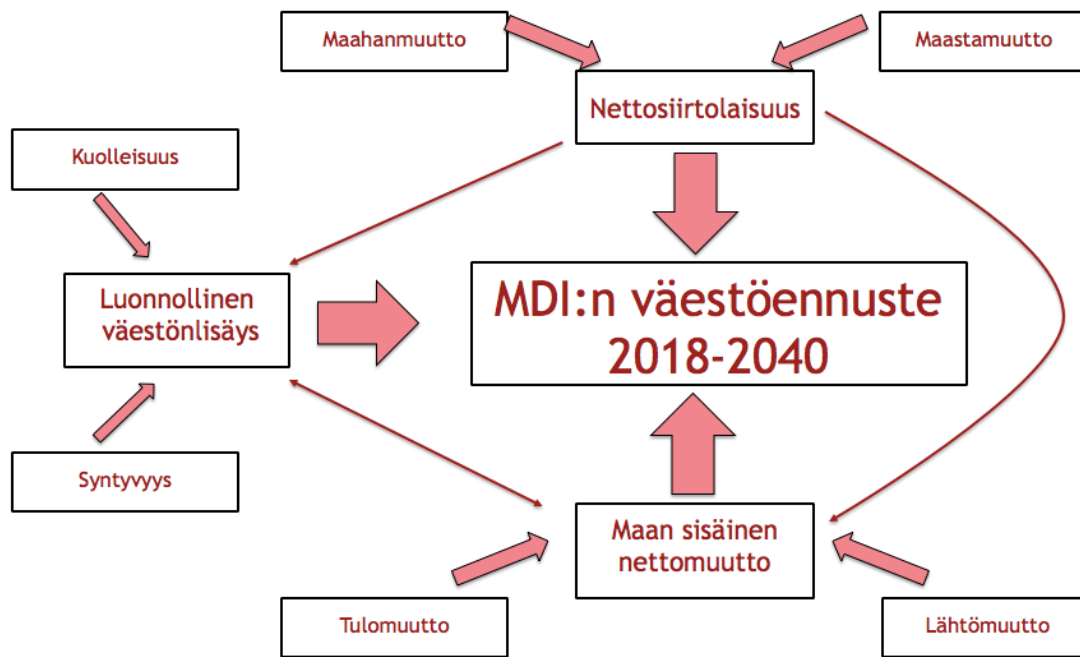 Maahanmuutto
Maastamuutto
Nettosiirtolaisuus
Kuolleisuus
Luonnollinen
väestönlisäys
MDI:n väestöennuste
2018-2040
Syntyvyys
Maan sisäinen
nettomuutto
Tulomuutto
Lähtömuutto